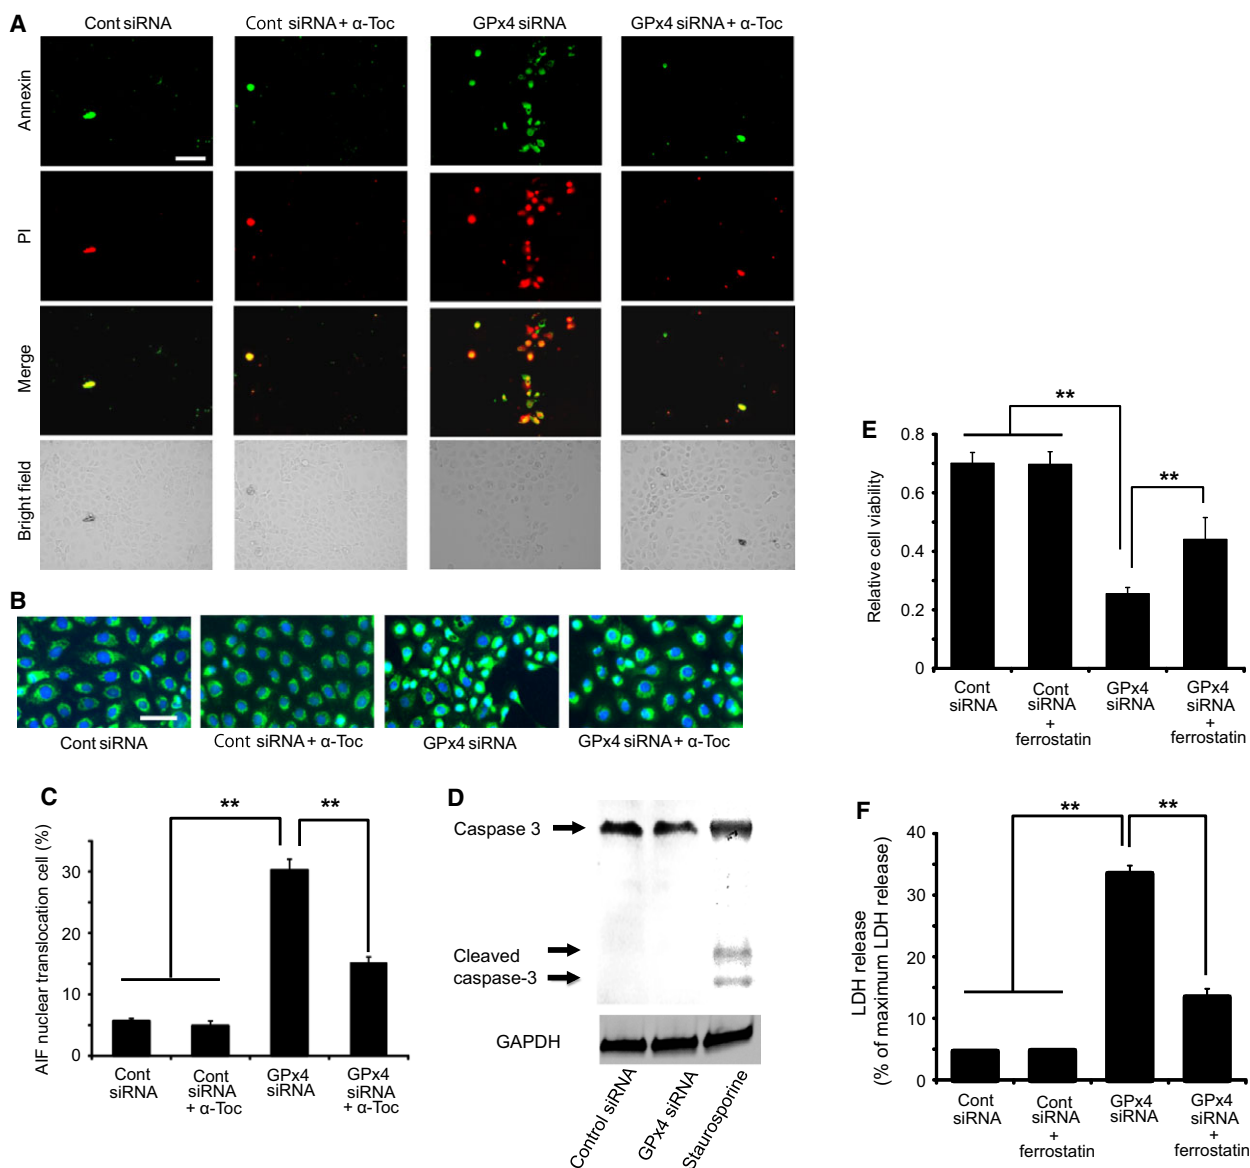 A
Cont siRNA
Cont siRNA + α-Toc
GPx4 siRNA
GPx4 siRNA + α-Toc
Annexin
PI
Merge
Bright field
B
Cont siRNA
Cont siRNA + α-Toc
GPx4 siRNA
GPx4 siRNA + α-Toc
C
AIF nuclear translocation cell (%)
**
**
30
20
10
0
Cont
siRNA
Cont
siRNA
+ α-Toc
GPx4
siRNA
GPx4
siRNA
+ α-Toc
D
Caspase 3
Cleaved
caspase-3
GAPDH
Control siRNA
GPx4 siRNA
Staurosporine
E
Relative cell viability
**
**
0.8
0.6
0.4
0.2
0
Cont
siRNA
Cont
siRNA
+
ferrostatin
GPx4
siRNA
GPx4
siRNA
+
ferrostatin
F
LDH release
(% of maximum LDH release)
**
**
40
30
20
10
0
Cont
siRNA
Cont
siRNA
+
ferrostatin
GPx4
siRNA
GPx4
siRNA
+
ferrostatin